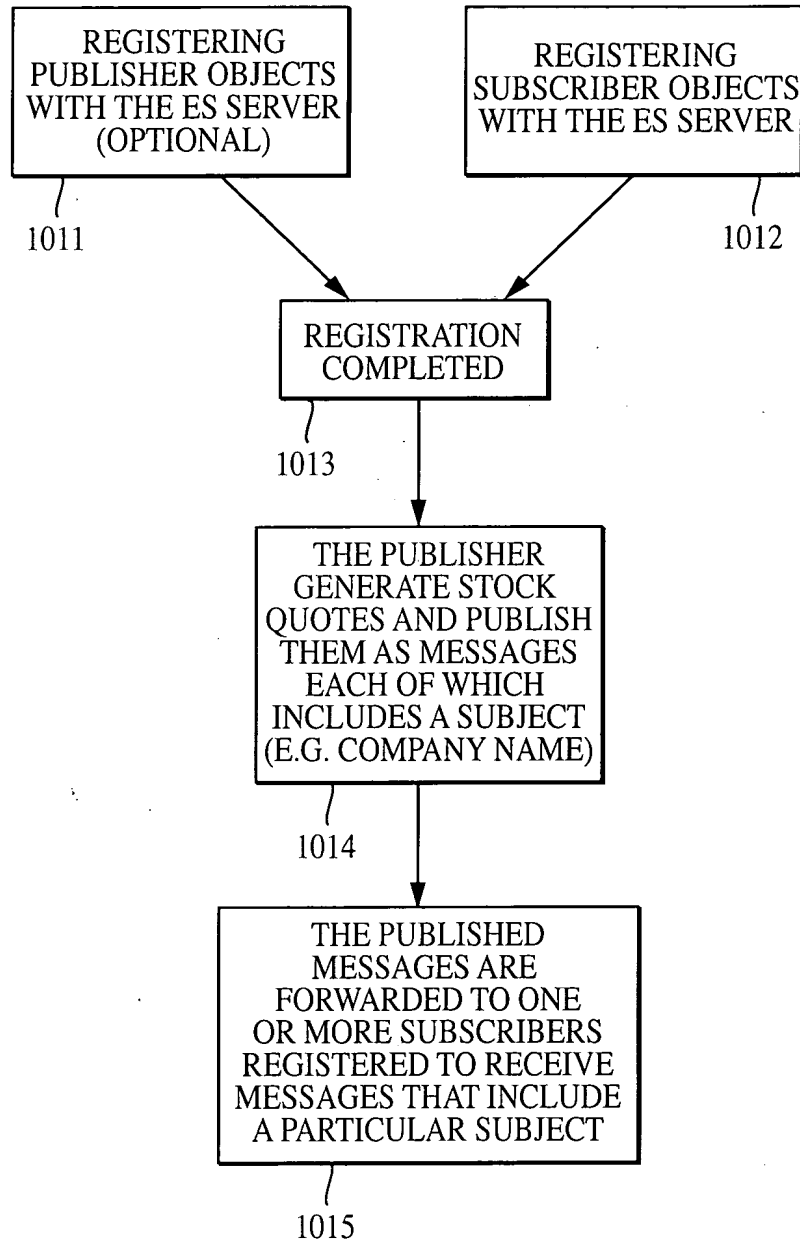 REGISTERING
PUBLISHER OBJECTS
WITH THE ES SERVER
(OPTIONAL)
1011
REGISTERING
SUBSCRIBER OBJECTS
WITH THE ES SERVER
1012
REGISTRATION
COMPLETED
1013
THE PUBLISHER
GENERATE STOCK
QUOTES AND PUBLISH
THEM AS MESSAGES
EACH OF WHICH
INCLUDES A SUBJECT
(E.G. COMPANY NAME)
1014
THE PUBLISHED
MESSAGES ARE
FORWARDED TO ONE
OR MORE SUBSCRIBERS
REGISTERED TO RECEIVE
MESSAGES THAT INCLUDE
A PARTICULAR SUBJECT
1015